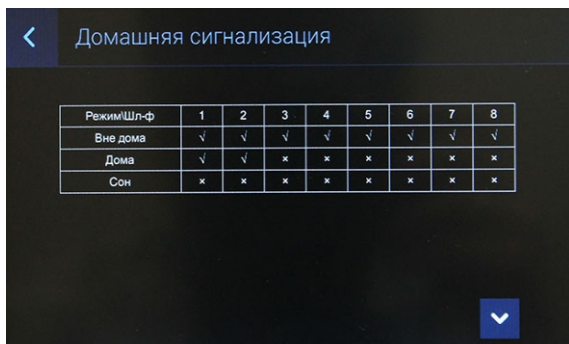 Домашняя сигнализация
Режим\Шл-ф 1 2 3 4 5 6 7 8
Вне дома √ √ √ √ √ √ √ √
Дома √ √ × × × × × ×
Сон × × × × × × × ×